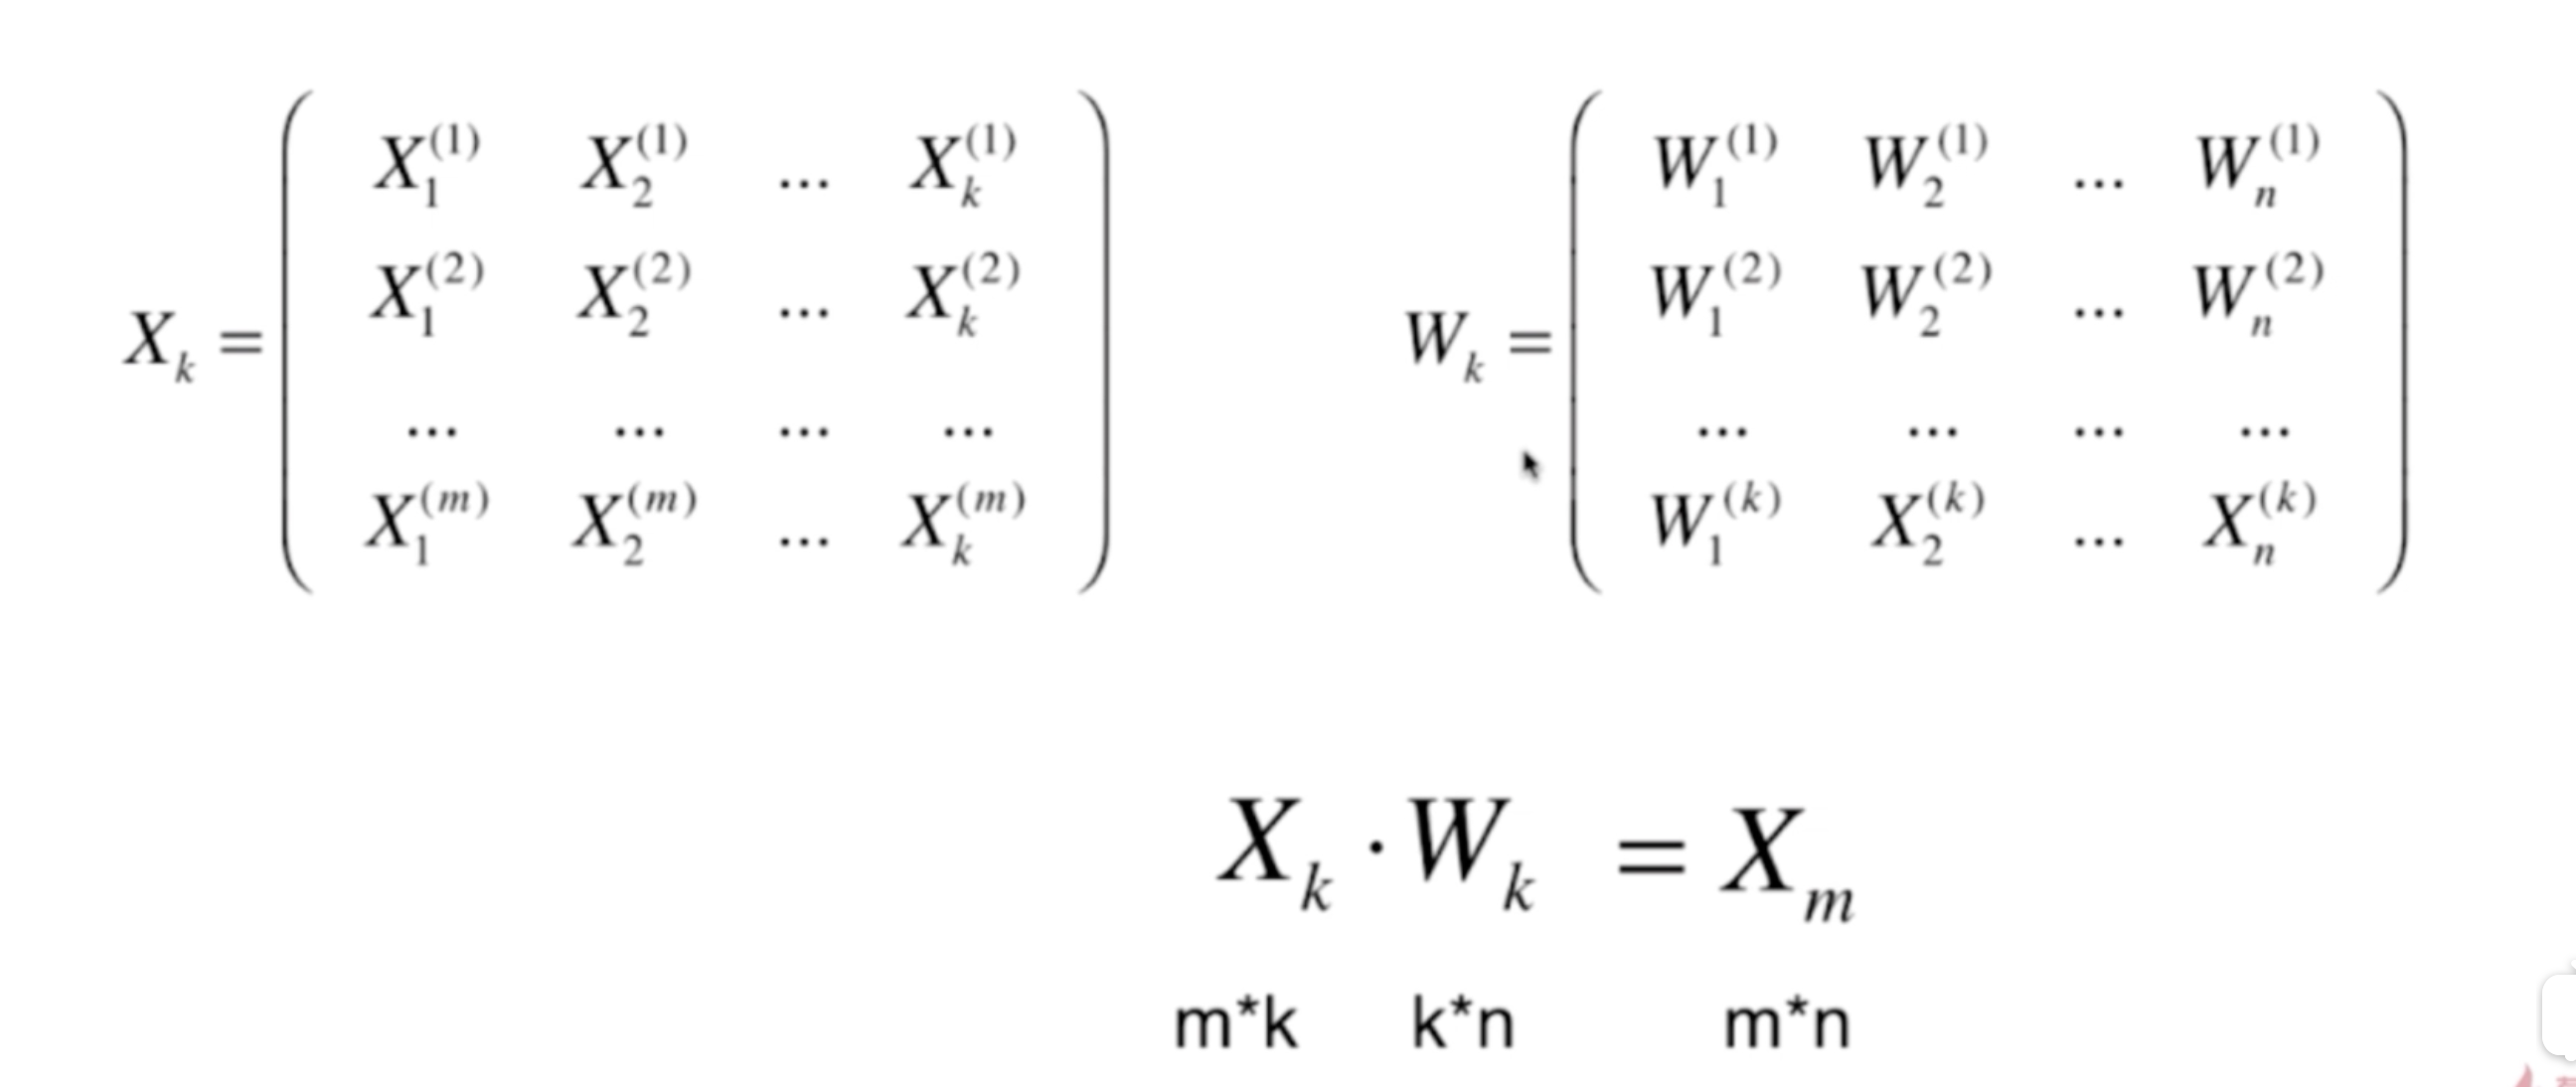 X_k = ( X_1^(1) X_2^(1) ... X_k^(1)
X_1^(2) X_2^(2) ... X_k^(2)
... ... ... ...
X_1^(m) X_2^(m) ... X_k^(m) )
W_k = ( W_1^(1) W_2^(1) ... W_n^(1)
W_1^(2) W_2^(2) ... W_n^(2)
... ... ... ...
W_1^(k) X_2^(k) ... X_n^(k) )
X_k · W_k = X_m
m*k k*n m*n